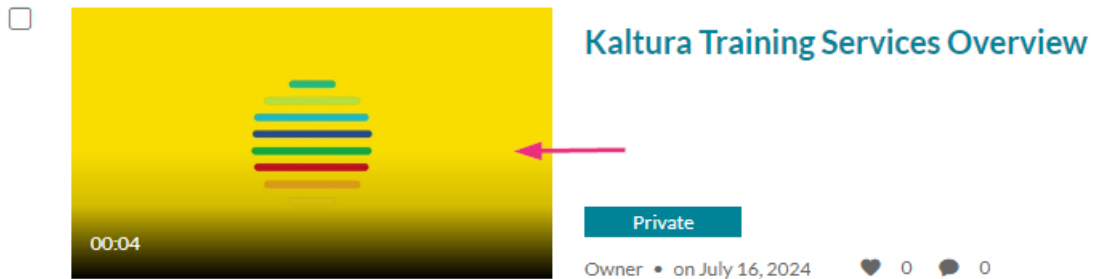 Kaltura Training Services Overview
00:04
Private
Owner • on July 16, 2024 0 0